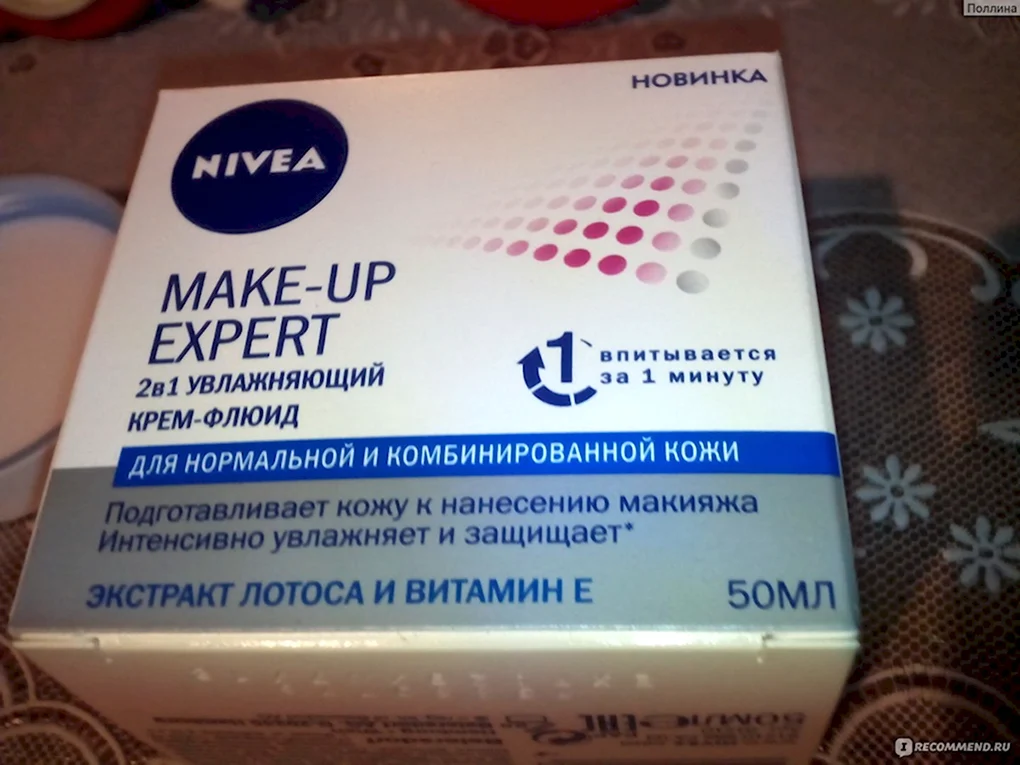 Поллина
НОВИНКА
NIVEA
MAKE-UP
EXPERT
2в1 УВЛАЖНЯЮЩИЙ
КРЕМ-ФЛЮИД
1 впитывается
за 1 минуту
ДЛЯ НОРМАЛЬНОЙ И КОМБИНИРОВАННОЙ КОЖИ
Подготавливает кожу к нанесению макияжа
Интенсивно увлажняет и защищает*
ЭКСТРАКТ ЛОТОСА И ВИТАМИН Е
50МЛ
50МЛ
RECOMMEND.RU